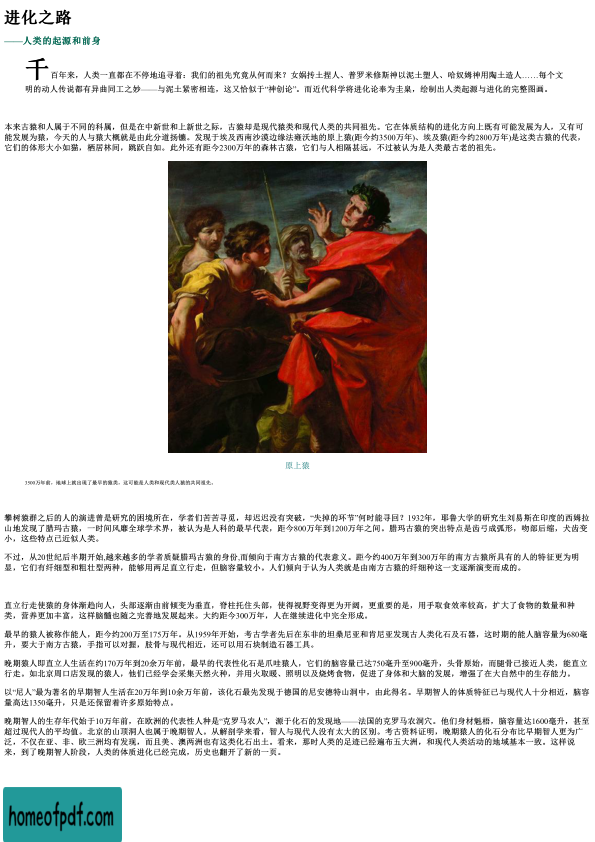 进化之路
——人类的起源和前身
千百年来，人类一直都在不停地追寻着：我们的祖先究竟从何而来？女娲抟土捏人、普罗米修斯神以泥土塑人、哈奴姆神用陶土造人……每个文
明的动人传说都有异曲同工之妙——与泥土紧密相连，这又恰似于“神创论”。而近代科学将进化论奉为圭臬，绘制出人类起源与进化的完整图画。
本来古猿和人属于不同的科属，但是在中新世和上新世之际，古猿却是现代猿类和现代人类的共同祖先。它在体质结构的进化方向上既有可能发展为人，又有可
能发展为猿，今天的人与猿大概就是由此分道扬镳。发现于埃及西南沙漠边缘法雍沃地的原上猿(距今约3500万年)、埃及猿(距今约2800万年)是这类古猿的代表，
它们的体形大小如猫，栖居林间，跳跃自如。此外还有距今2300万年的森林古猿，它们与人相隔甚远，不过被认为是人类最古老的祖先。
原上猿
3500万年前，地球上就出现了最早的猿类。这可能是人类和现代类人猿的共同祖先。
攀树猿群之后的人的演进曾是研究的困境所在，学者们苦苦寻觅，却迟迟没有突破，“失掉的环节”何时能寻回？1932年，耶鲁大学的研究生刘易斯在印度的西姆拉
山地发现了腊玛古猿，一时间风靡全球学术界，被认为是人科的最早代表，距今800万年到1200万年之间。腊玛古猿的突出特点是齿弓成弧形，吻部后缩，犬齿变
小，这些特点已近似人类。
不过，从20世纪后半期开始,越来越多的学者质疑腊玛古猿的身份,而倾向于南方古猿的代表意义。距今约400万年到300万年的南方古猿所具有的人的特征更为明
显，它们有纤细型和粗壮型两种，能够用两足直立行走，但脑容量较小。人们倾向于认为人类就是由南方古猿的纤细种这一支逐渐演变而成的。
直立行走使猿的身体渐趋向人，头部逐渐由前倾变为垂直，脊柱托住头部，使得视野变得更为开阔，更重要的是，用手取食效率较高，扩大了食物的数量和种
类，营养更加丰富，这样脑髓也随之完善地发展起来。大约距今300万年，人在继续进化中完全形成。
最早的猿人被称作能人，距今约200万至175万年。从1959年开始，考古学者先后在东非的坦桑尼亚和肯尼亚发现古人类化石及石器，这时期的能人脑容量为680毫
升，要大于南方古猿，手指可以对握，肢骨与现代相近，还可以用石块制造石器工具。
晚期猿人即直立人生活在约170万年到20余万年前，最早的代表性化石是爪哇猿人，它们的脑容量已达750毫升至900毫升，头骨原始，而腿骨已接近人类，能直立
行走。如北京周口店发现的猿人，他们已经学会采集天然火种，并用火取暖、照明以及烧烤食物，促进了身体和大脑的发展，增强了在大自然中的生存能力。
以“尼人”最为著名的早期智人生活在20万年到10余万年前，该化石最先发现于德国的尼安德特山洞中，由此得名。早期智人的体质特征已与现代人十分相近，脑容
量高达1350毫升，只是还保留着许多原始特点。
晚期智人的生存年代始于10万年前，在欧洲的代表性人种是“克罗马农人”，源于化石的发现地——法国的克罗马农洞穴。他们身材魁梧，脑容量达1600毫升，甚至
超过现代人的平均值。北京的山顶洞人也属于晚期智人。从解剖学来看，智人与现代人没有太大的区别。考古资料证明，晚期猿人的化石分布比早期智人更为广
泛，不仅在亚、非、欧三洲均有发现，而且美、澳两洲也有这类化石出土。看来，那时人类的足迹已经遍布五大洲，和现代人类活动的地域基本一致。这样说
来，到了晚期智人阶段，人类的体质进化已经完成，历史也翻开了新的一页。
homeofpdf.com